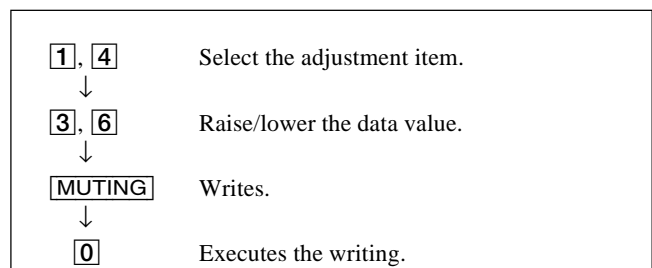 1, 4 Select the adjustment item.
↓
3, 6 Raise/lower the data value.
↓
MUTING Writes.
↓
0 Executes the writing.